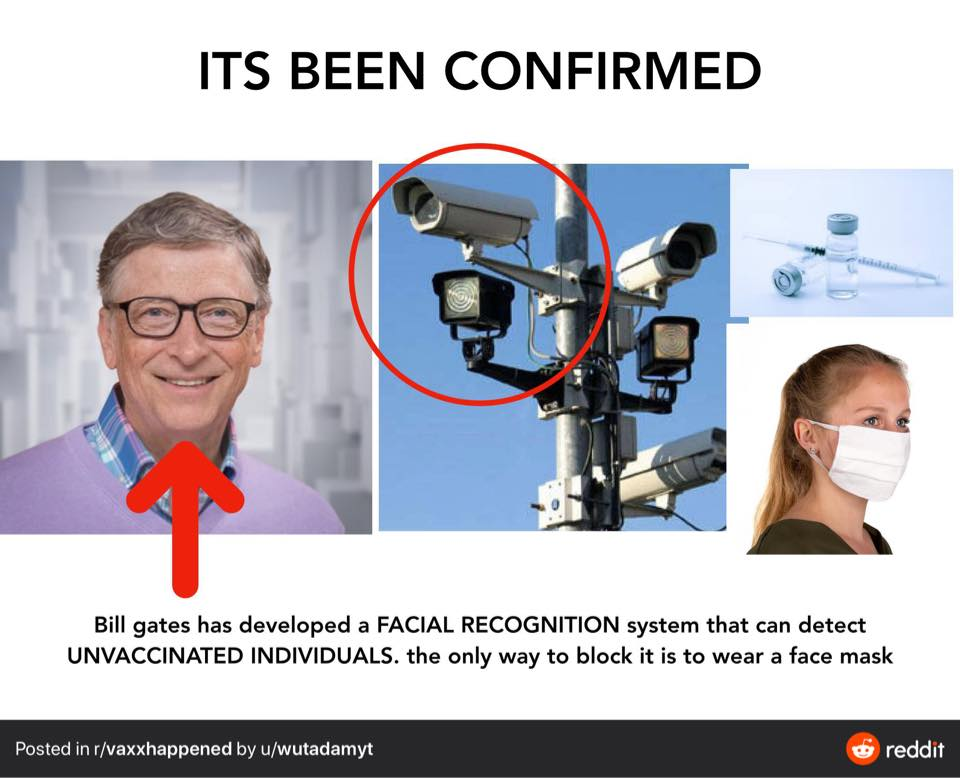 ITS BEEN CONFIRMED
Bill gates has developed a FACIAL RECOGNITION system that can detect
UNVACCINATED INDIVIDUALS. the only way to block it is to wear a face mask
Posted in r/vaxxhappened by u/wutadamyt
reddit